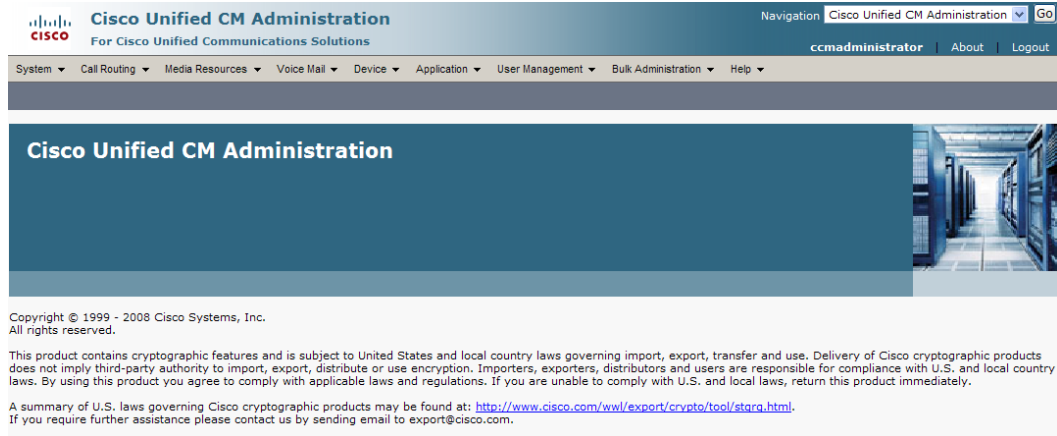 CISCO
Cisco Unified CM Administration
For Cisco Unified Communications Solutions
Navigation Cisco Unified CM Administration Go
ccmadministrator | About | Logout
System Call Routing Media Resources Voice Mail Device Application User Management Bulk Administration Help
Cisco Unified CM Administration
Copyright © 1999 - 2008 Cisco Systems, Inc.
All rights reserved.
This product contains cryptographic features and is subject to United States and local country laws governing import, export, transfer and use. Delivery of Cisco cryptographic products
does not imply third-party authority to import, export, distribute or use encryption. Importers, exporters, distributors and users are responsible for compliance with U.S. and local country
laws. By using this product you agree to comply with applicable laws and regulations. If you are unable to comply with U.S. and local laws, return this product immediately.
A summary of U.S. laws governing Cisco cryptographic products may be found at: http://www.cisco.com/wwl/export/crypto/tool/stqrg.html.
If you require further assistance please contact us by sending email to export@cisco.com.